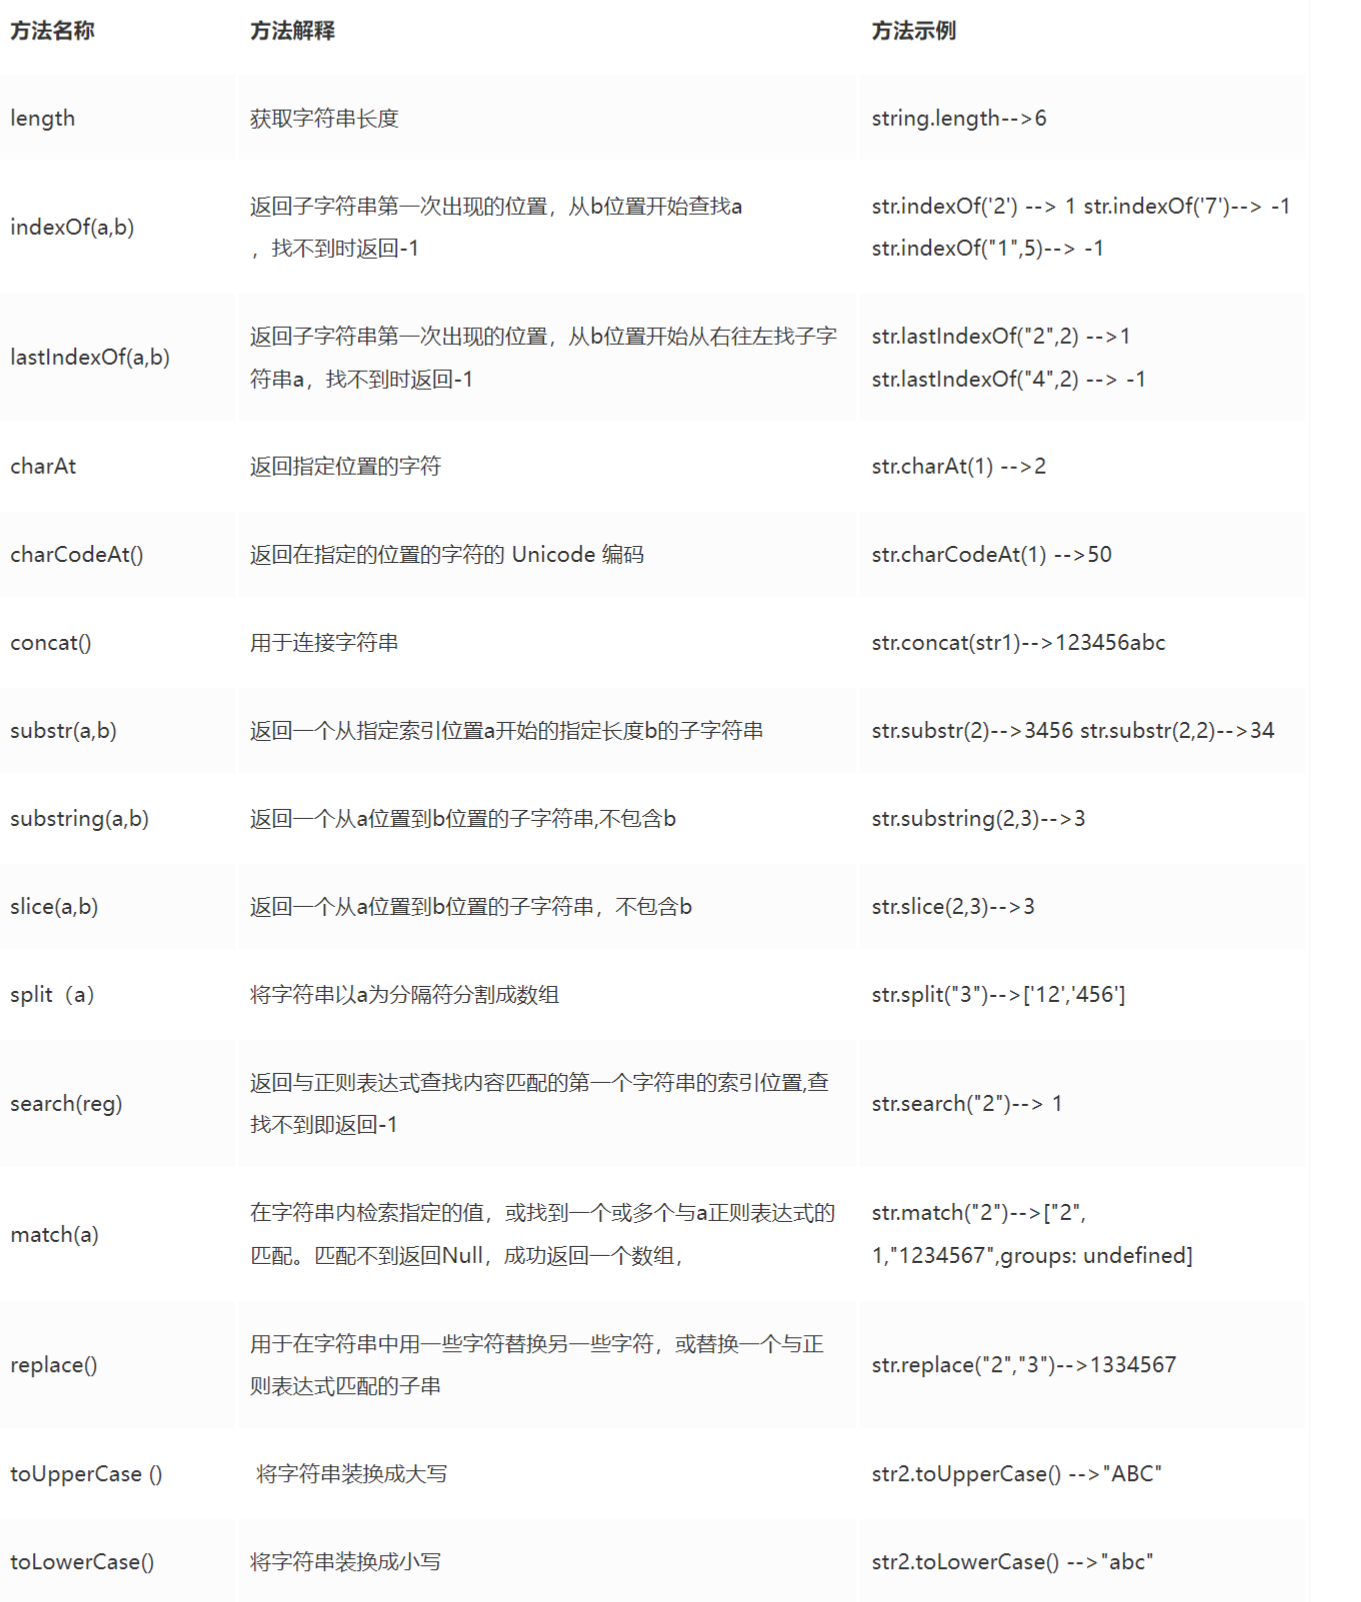 方法名称 方法解释 方法示例
length 获取字符串长度 string.length-->6
indexOf(a,b) 返回子字符串第一次出现的位置，从b位置开始查找a str.indexOf('2') --> 1 str.indexOf('7')--> -1
，找不到时返回-1 str.indexOf("1",5)--> -1
lastIndexOf(a,b) 返回子字符串第一次出现的位置，从b位置开始从右往左找子字 str.lastIndexOf("2",2) -->1
符串a，找不到时返回-1 str.lastIndexOf("4",2) --> -1
charAt 返回指定位置的字符 str.charAt(1) -->2
charCodeAt() 返回在指定的位置的字符的 Unicode 编码 str.charCodeAt(1) -->50
concat() 用于连接字符串 str.concat(str1)-->123456abc
substr(a,b) 返回一个从指定索引位置a开始的指定长度b的子字符串 str.substr(2)-->3456 str.substr(2,2)-->34
substring(a,b) 返回一个从a位置到b位置的子字符串,不包含b str.substring(2,3)-->3
slice(a,b) 返回一个从a位置到b位置的子字符串，不包含b str.slice(2,3)-->3
split（a） 将字符串以a为分隔符分割成数组 str.split("3")-->['12','456']
search(reg) 返回与正则表达式查找内容匹配的第一个字符串的索引位置,查 str.search("2")--> 1
找不到即返回-1
match(a) 在字符串内检索指定的值，或找到一个或多个与a正则表达式的 str.match("2")-->["2",
匹配。匹配不到返回Null，成功返回一个数组， 1,"1234567",groups: undefined]
replace() 用于在字符串中用一些字符替换另一些字符，或替换一个与正 str.replace("2","3")-->1334567
则表达式匹配的子串
toUpperCase () 将字符串装换成大写 str2.toUpperCase() -->"ABC"
toLowerCase() 将字符串装换成小写 str2.toLowerCase() -->"abc"